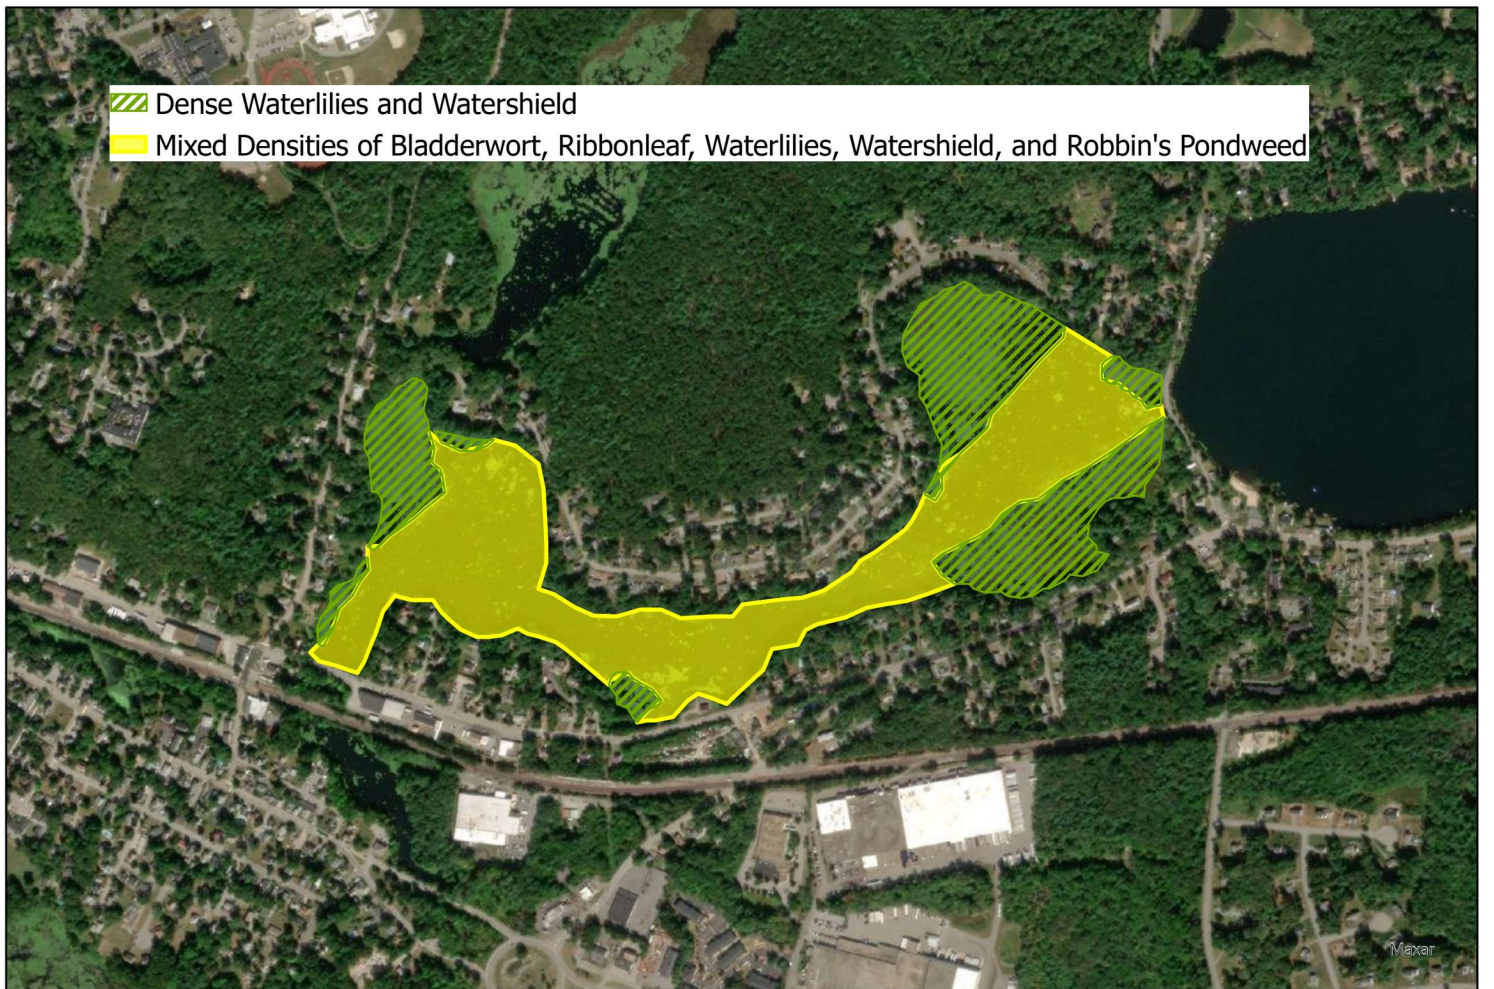 Dense Waterlilies and Watershield
Mixed Densities of Bladderwort, Ribbonleaf, Waterlilies, Watershield, and Robbin's Pondweed
Maxar